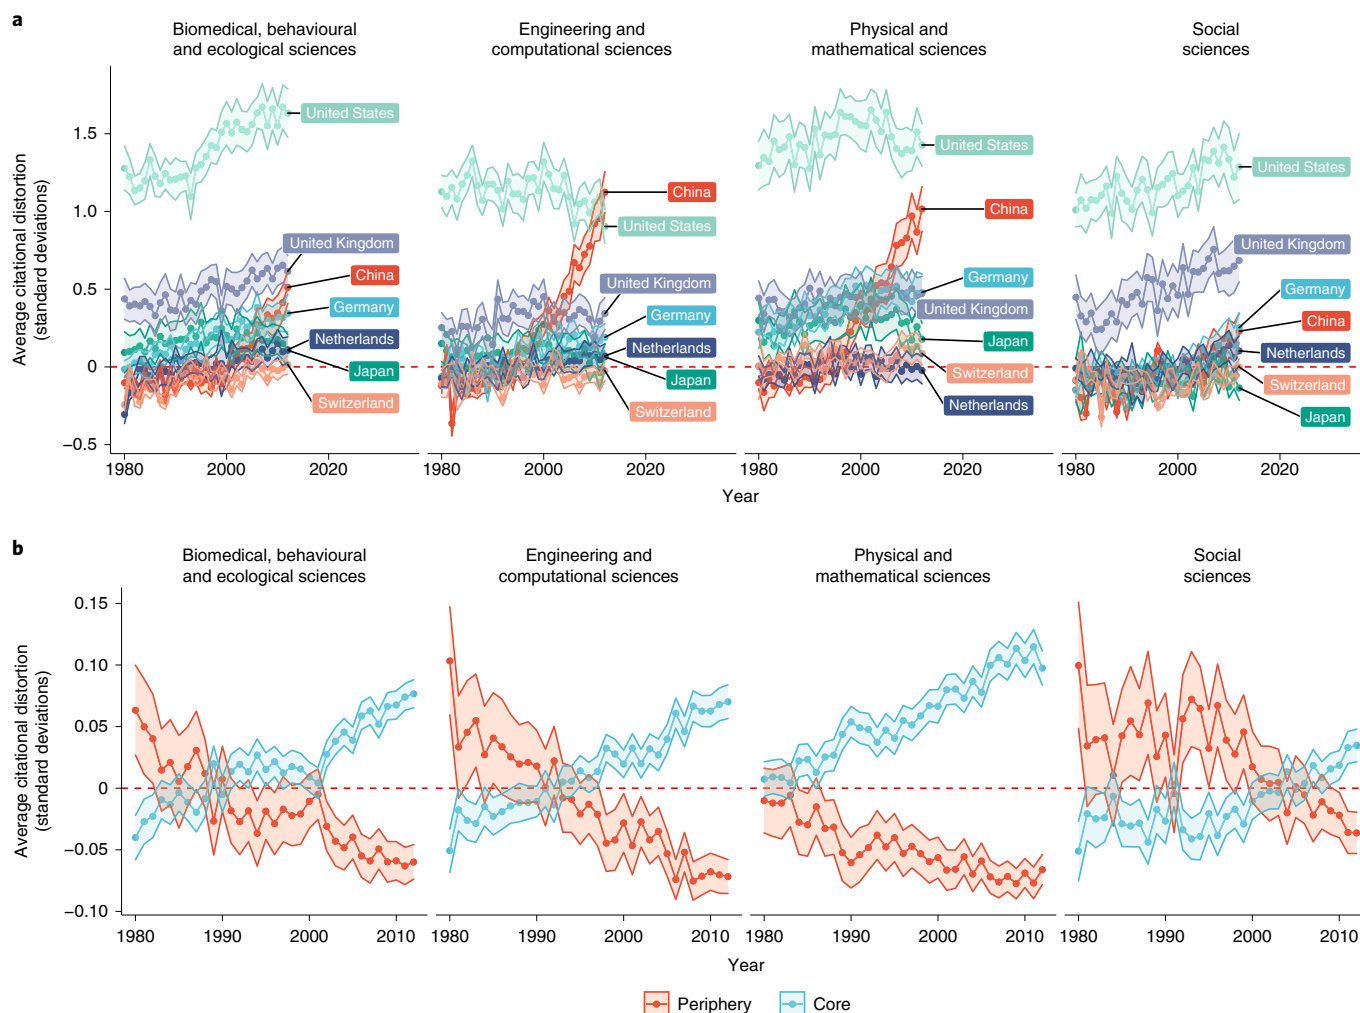 a
Biomedical, behavioural
and ecological sciences
Engineering and
computational sciences
Physical and
mathematical sciences
Social
sciences
Average citational distortion
(standard deviations)
1.5
1.0
0.5
0
−0.5
United States
United Kingdom
China
Germany
Netherlands
Japan
Switzerland
China
United States
United Kingdom
Germany
Netherlands
Japan
Switzerland
United States
China
Germany
United Kingdom
Japan
Switzerland
Netherlands
United States
United Kingdom
Germany
China
Netherlands
Switzerland
Japan
1980 2000 2020 1980 2000 2020 1980 2000 2020 1980 2000 2020
Year
b
Biomedical, behavioural
and ecological sciences
Engineering and
computational sciences
Physical and
mathematical sciences
Social
sciences
Average citational distortion
(standard deviations)
0.15
0.10
0.05
0
−0.05
−0.10
1980 1990 2000 2010 1980 1990 2000 2010 1980 1990 2000 2010 1980 1990 2000 2010
Year
Periphery Core